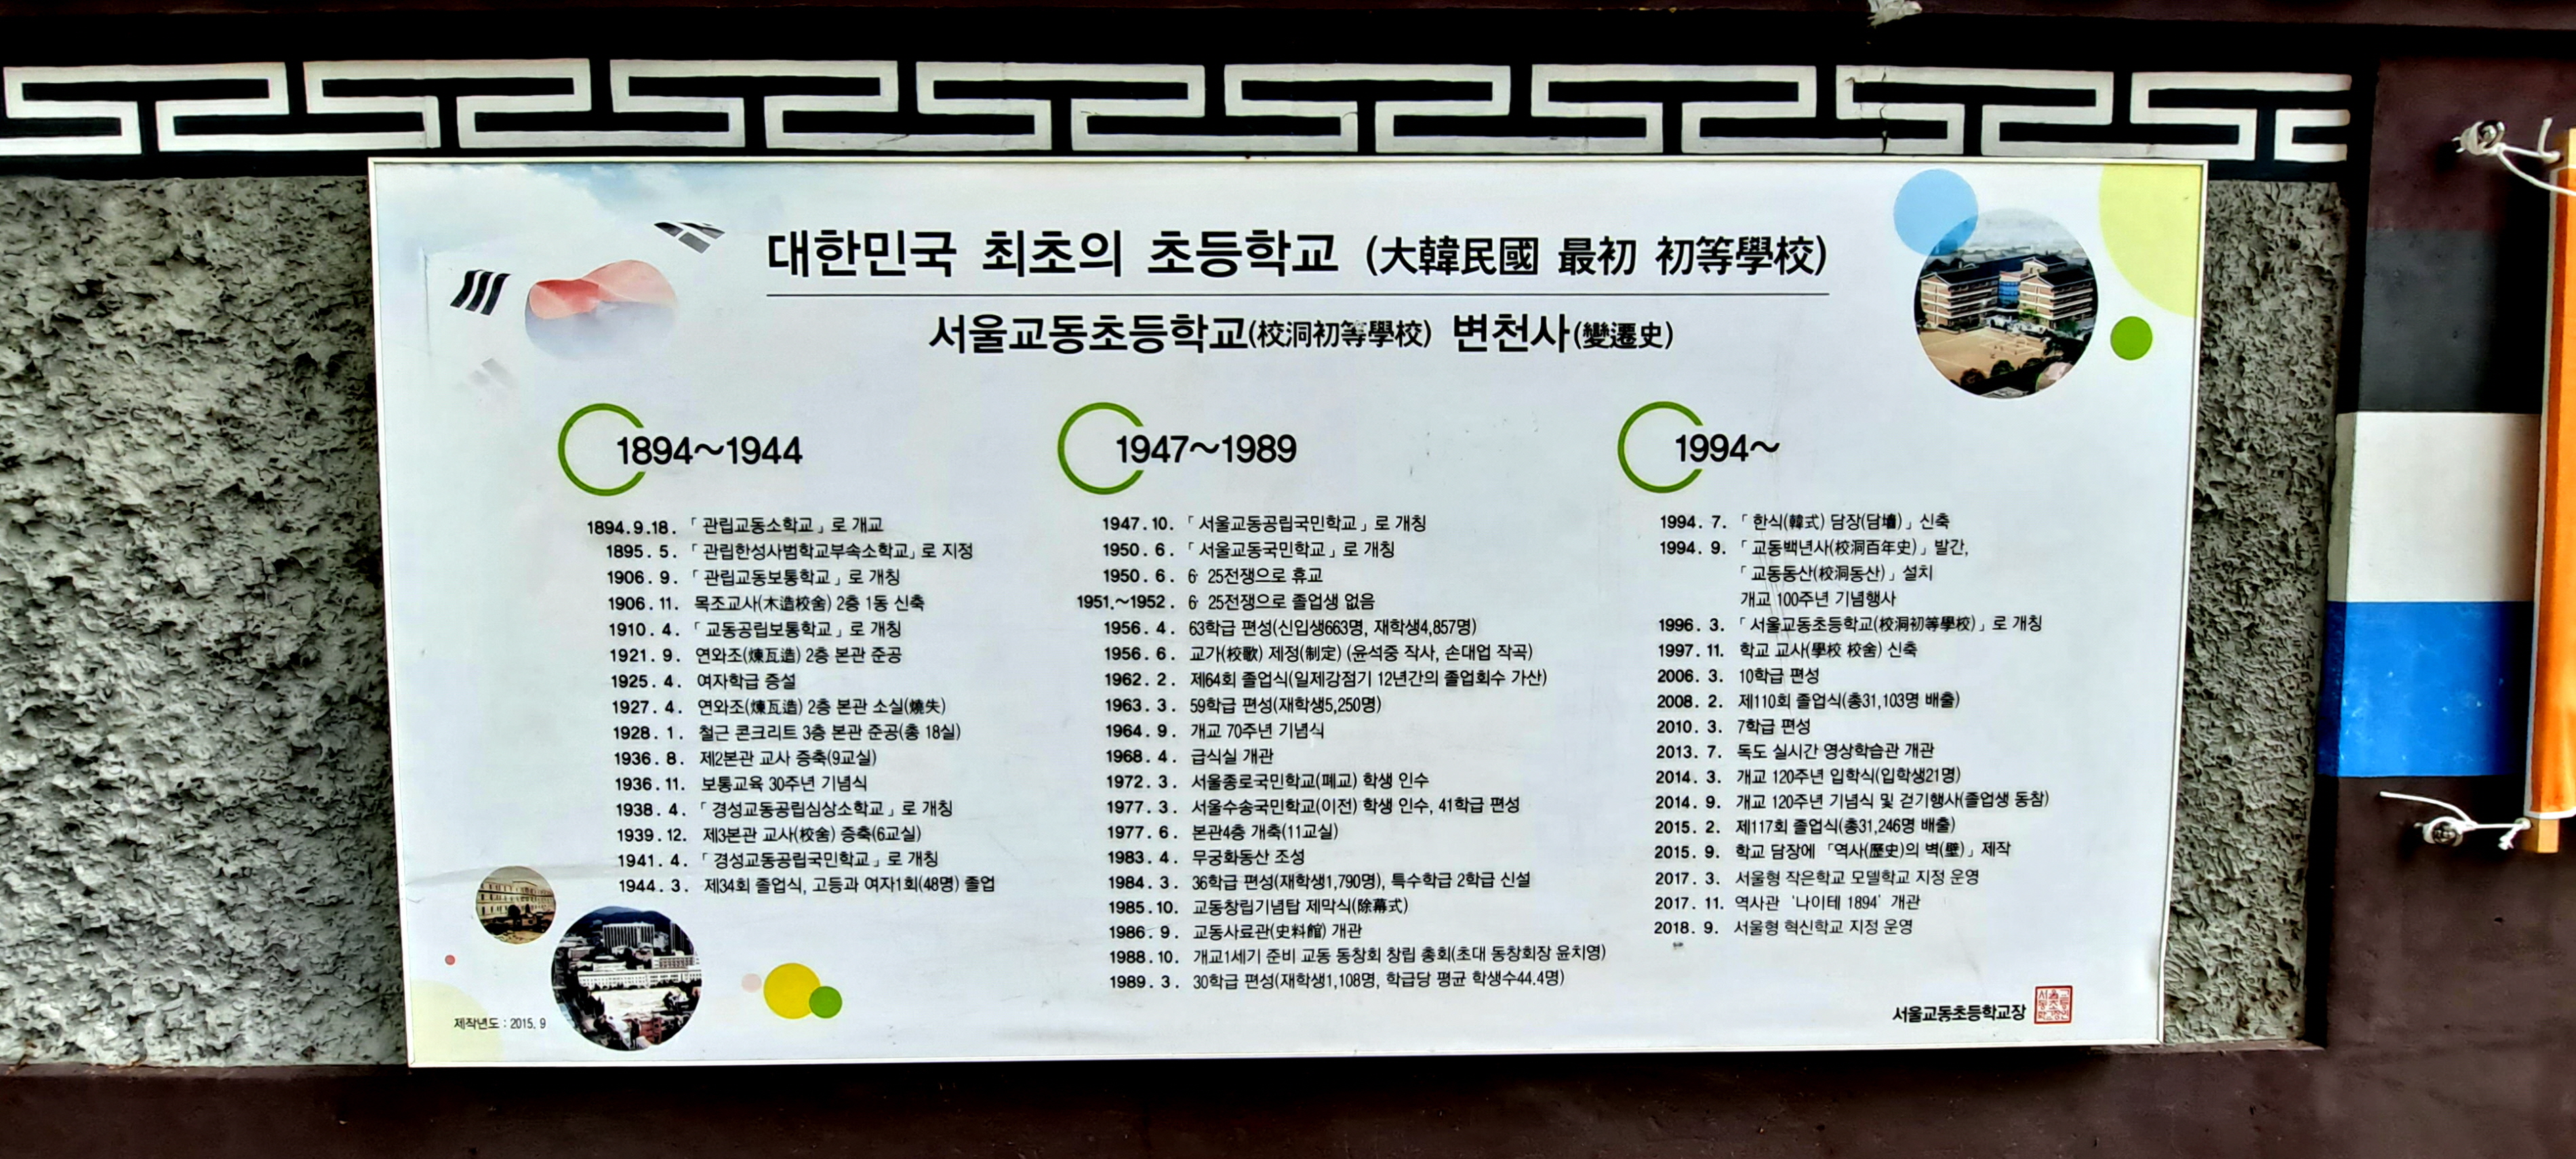 대한민국 최초의 초등학교 (大韓民國 最初 初等學校)
서울교동초등학교(校洞初等學校) 변천사(變遷史)
1894~1944
1894.9.18. 「관립교동소학교」로 개교
1895. 5. 「관립한성사범학교부속소학교」로 지정
1906. 9. 「관립교동보통학교」로 개칭
1906. 11. 목조교사(木造校舍) 2층 1동 신축
1910. 4. 「교동공립보통학교」로 개칭
1921. 9. 연와조(煉瓦造) 2층 본관 준공
1925. 4. 여자학급 증설
1927. 4. 연와조(煉瓦造) 2층 본관 소실(燒失)
1928. 1. 철근 콘크리트 3층 본관 준공(총 18실)
1936. 8. 제2본관 교사 증축(9교실)
1936. 11. 보통교육 30주년 기념식
1938. 4. 「경성교동공립심상소학교」로 개칭
1939. 12. 제3본관 교사(校舍) 증축(6교실)
1941. 4. 「경성교동공립국민학교」로 개칭
1944. 3. 제34회 졸업식, 고등과 여자1회(48명) 졸업
1947~1989
1947. 10. 「서울교동공립국민학교」로 개칭
1950. 6. 「서울교동국민학교」로 개칭
1950. 6. 6·25전쟁으로 휴교
1951.~1952. 6·25전쟁으로 졸업생 없음
1956. 4. 63학급 편성(신입생663명, 재학생4,857명)
1956. 6. 교가(校歌) 제정(制定) (윤석중 작사, 손대업 작곡)
1962. 2. 제64회 졸업식(일제강점기 12년간의 졸업회수 가산)
1963. 3. 59학급 편성(재학생5,250명)
1964. 9. 개교 70주년 기념식
1968. 4. 급식실 개관
1972. 3. 서울종로국민학교(폐교) 학생 인수
1977. 3. 서울수송국민학교(이전) 학생 인수, 41학급 편성
1977. 6. 본관4층 개축(11교실)
1983. 4. 무궁화동산 조성
1984. 3. 36학급 편성(재학생1,790명), 특수학급 2학급 신설
1985. 10. 교동창립기념탑 제막식(除幕式)
1986. 9. 교동사료관(史料館) 개관
1988. 10. 개교1세기 준비 교동 동창회 창립 총회(초대 동창회장 윤치영)
1989. 3. 30학급 편성(재학생1,108명, 학급당 평균 학생수44.4명)
1994~
1994. 7. 「한식(韓式) 담장(담墻)」 신축
1994. 9. 「교동백년사(校洞百年史)」 발간,
「교동동산(校洞동산)」 설치
개교 100주년 기념행사
1996. 3. 「서울교동초등학교(校洞初等學校)」로 개칭
1997. 11. 학교 교사(學校 校舍) 신축
2006. 3. 10학급 편성
2008. 2. 제110회 졸업식(총31,103명 배출)
2010. 3. 7학급 편성
2013. 7. 독도 실시간 영상학습관 개관
2014. 3. 개교 120주년 입학식(입학생21명)
2014. 9. 개교 120주년 기념식 및 걷기행사(졸업생 동참)
2015. 2. 제117회 졸업식(총31,246명 배출)
2015. 9. 학교 담장에 「역사(歷史)의 벽(壁)」 제작
2017. 3. 서울형 작은학교 모델학교 지정 운영
2017. 11. 역사관 '나이테 1894' 개관
2018. 9. 서울형 혁신학교 지정 운영
제작년도 : 2015. 9
서울교동초등학교장